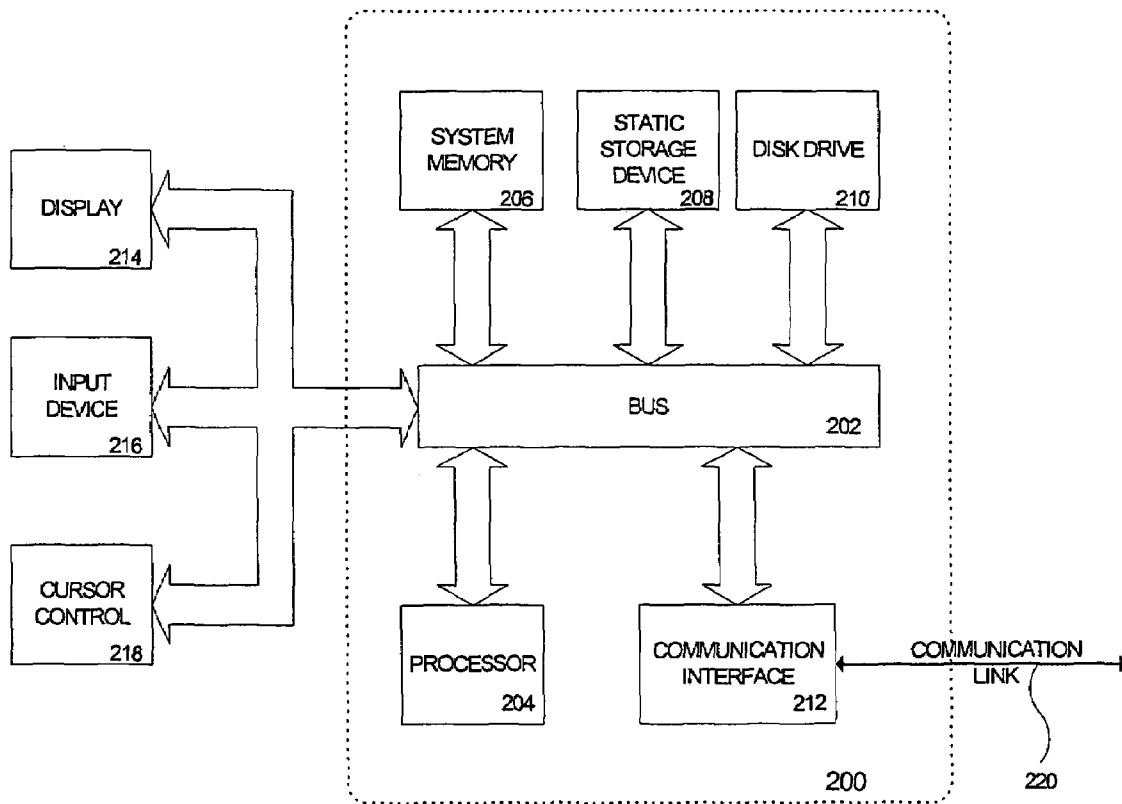 SYSTEM
MEMORY
206
STATIC
STORAGE
DEVICE
208
DISK DRIVE
210
DISPLAY
214
INPUT
DEVICE
216
BUS
202
CURSOR
CONTROL
218
PROCESSOR
204
COMMUNICATION
INTERFACE
212
COMMUNICATION
LINK
220
200